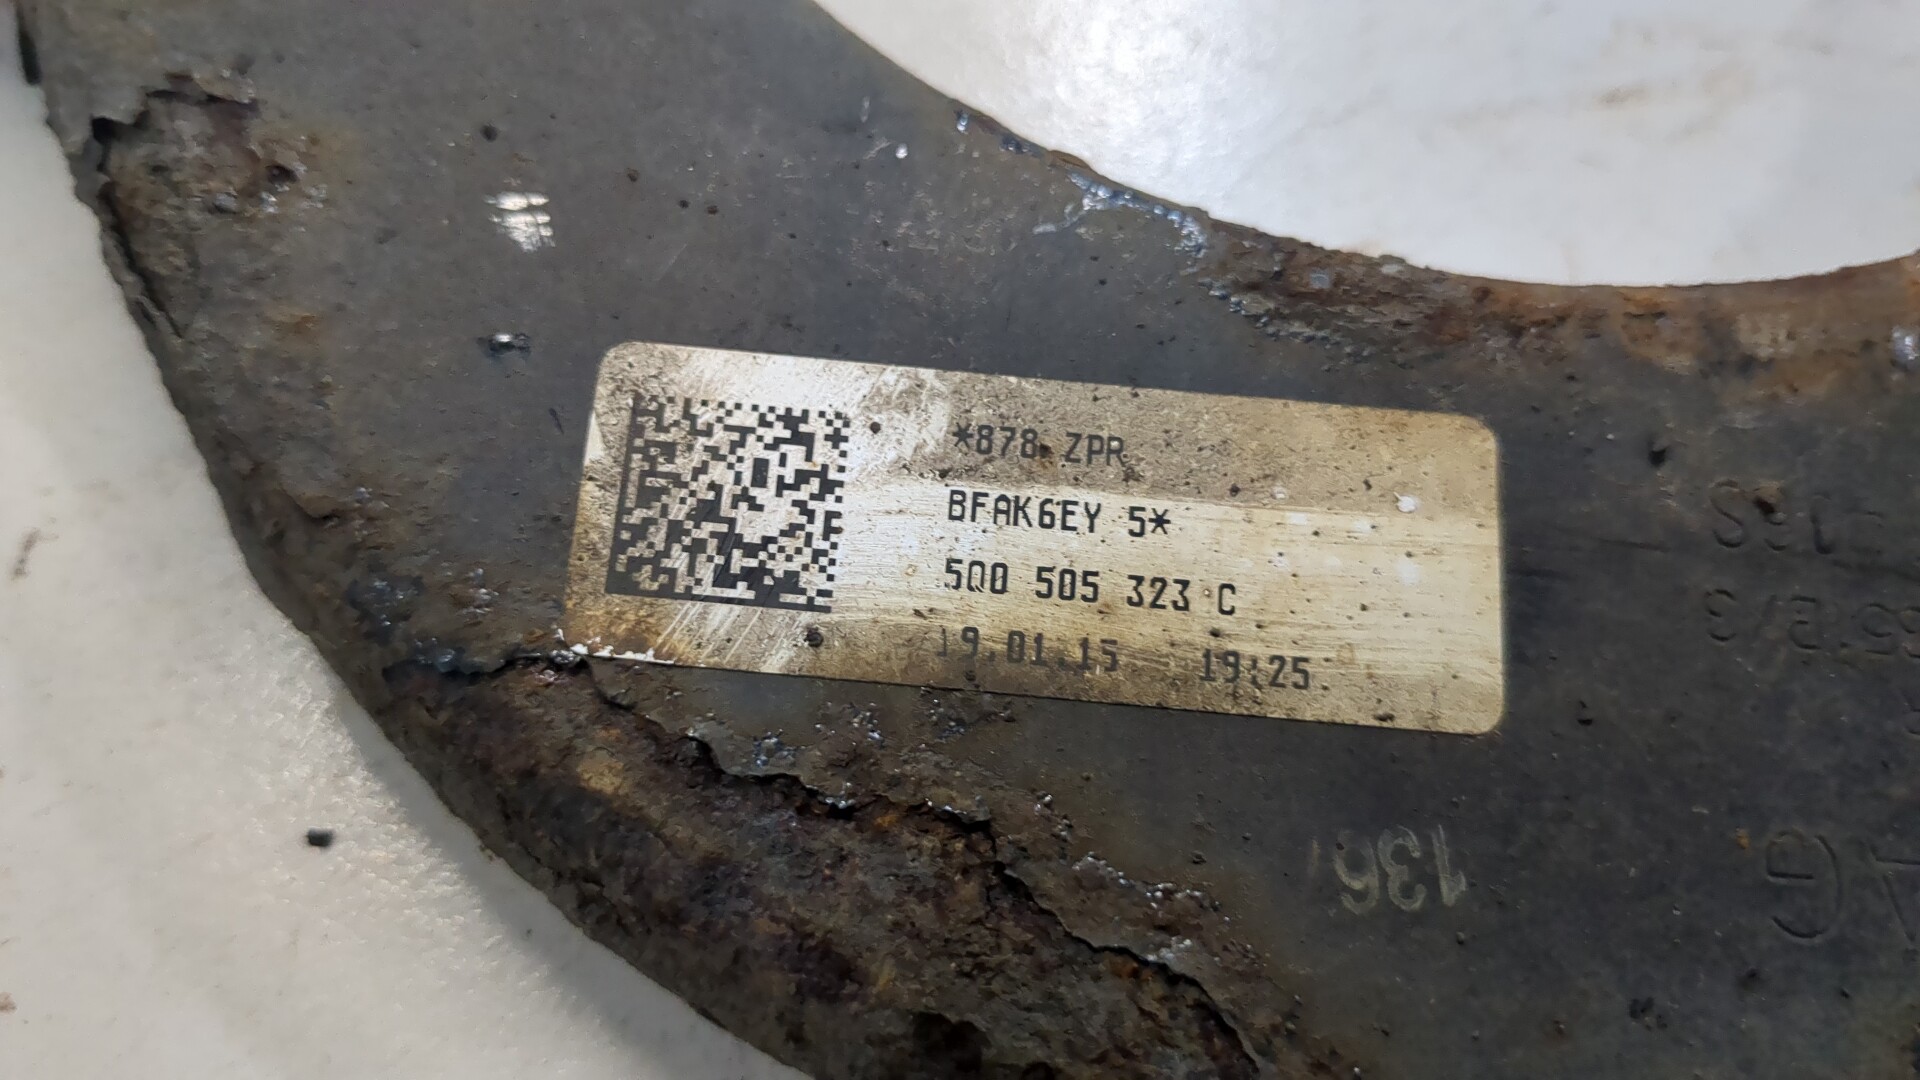 *878 ZPR
BFAK6EY 5*
5Q0 505 323 C
19.01.15 19:25
136